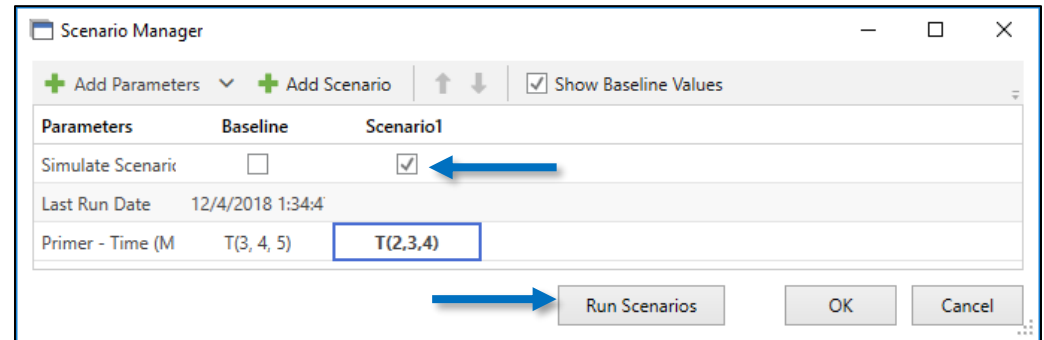 Scenario Manager
Add Parameters Add Scenario Show Baseline Values
Parameters Baseline Scenario1
Simulate Scenaric
Last Run Date 12/4/2018 1:34:4
Primer - Time (M T(3, 4, 5) T(2,3,4)
Run Scenarios OK Cancel